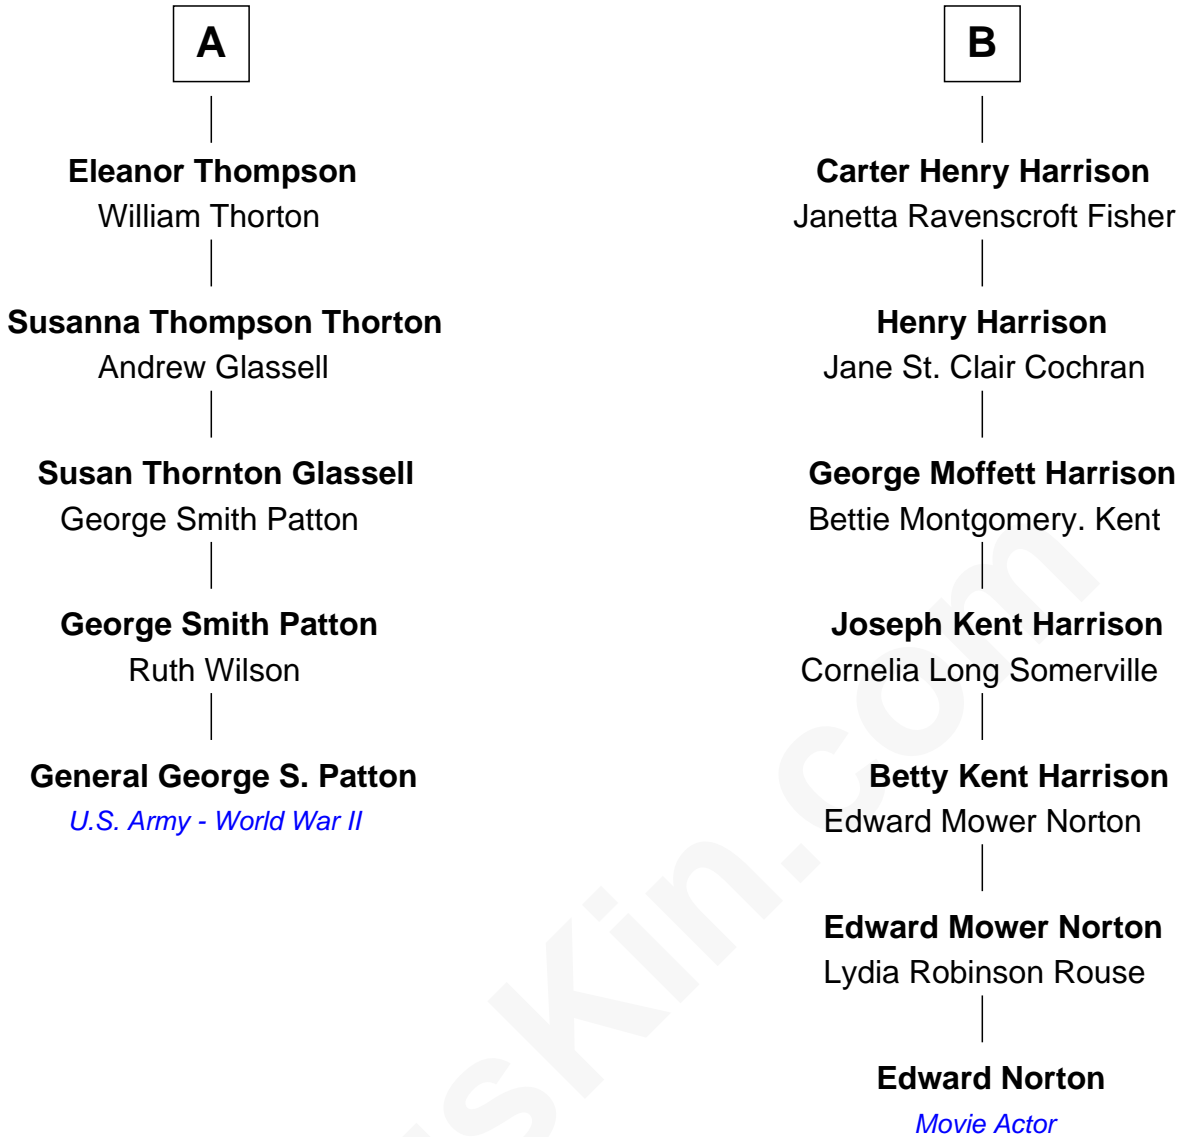 A
Eleanor Thompson
William Thorton
Susanna Thompson Thorton
Andrew Glassell
Susan Thornton Glassell
George Smith Patton
George Smith Patton
Ruth Wilson
General George S. Patton
U.S. Army - World War II
B
Carter Henry Harrison
Janetta Ravenscroft Fisher
Henry Harrison
Jane St. Clair Cochran
George Moffett Harrison
Bettie Montgomery. Kent
Joseph Kent Harrison
Cornelia Long Somerville
Betty Kent Harrison
Edward Mower Norton
Edward Mower Norton
Lydia Robinson Rouse
Edward Norton
Movie Actor
usKin.com